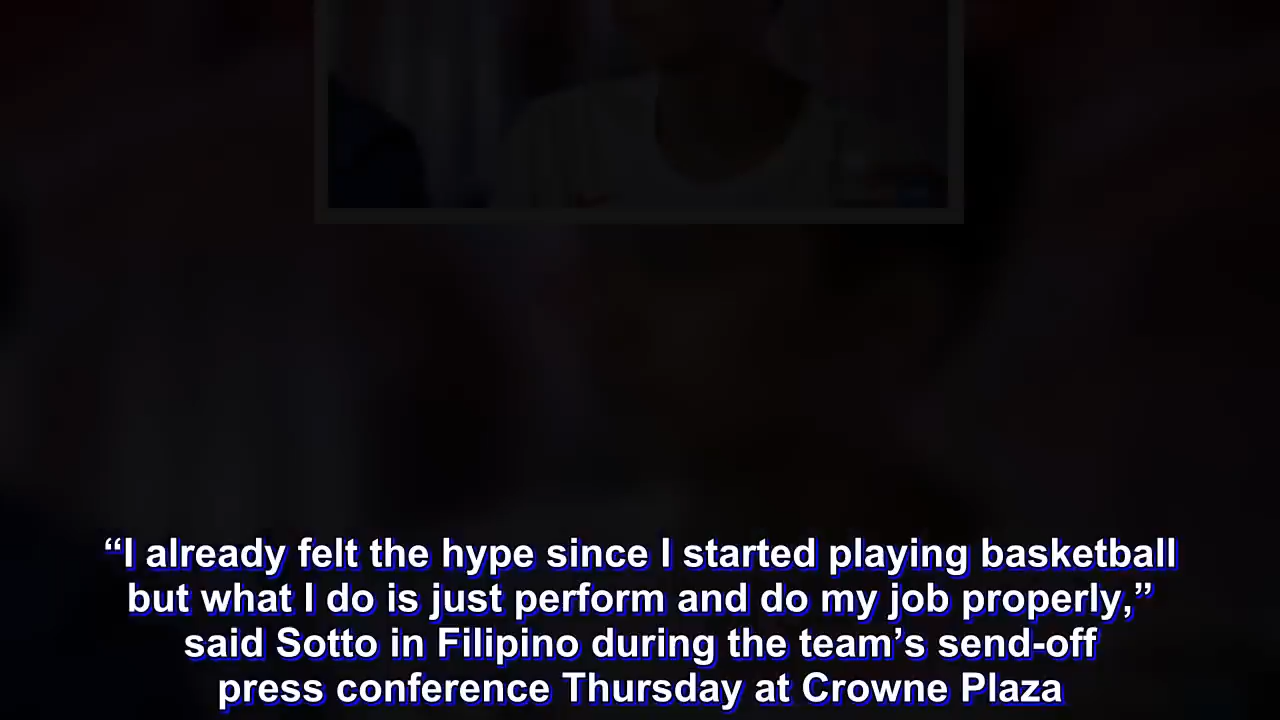 “I already felt the hype since I started playing basketball
but what I do is just perform and do my job properly,”
said Sotto in Filipino during the team’s send-off
press conference Thursday at Crowne Plaza